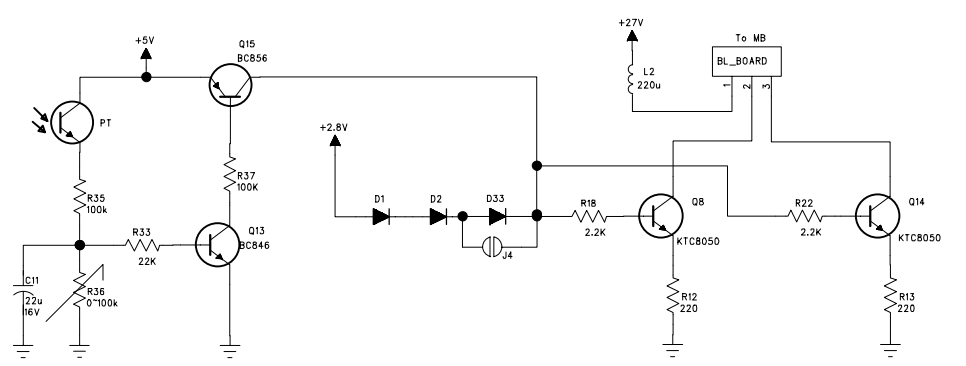 +5V
Q15
BC856
PT
R35
100k
R37
100K
R33
22K
Q13
BC846
C11
22u
16V
R36
0~100k
+2.8V
D1
D2
D33
J4
+27V
L2
220u
To MB
BL_BOARD
1
2
3
R18
2.2K
Q8
KTC8050
R12
220
R22
2.2K
Q14
KTC8050
R13
220